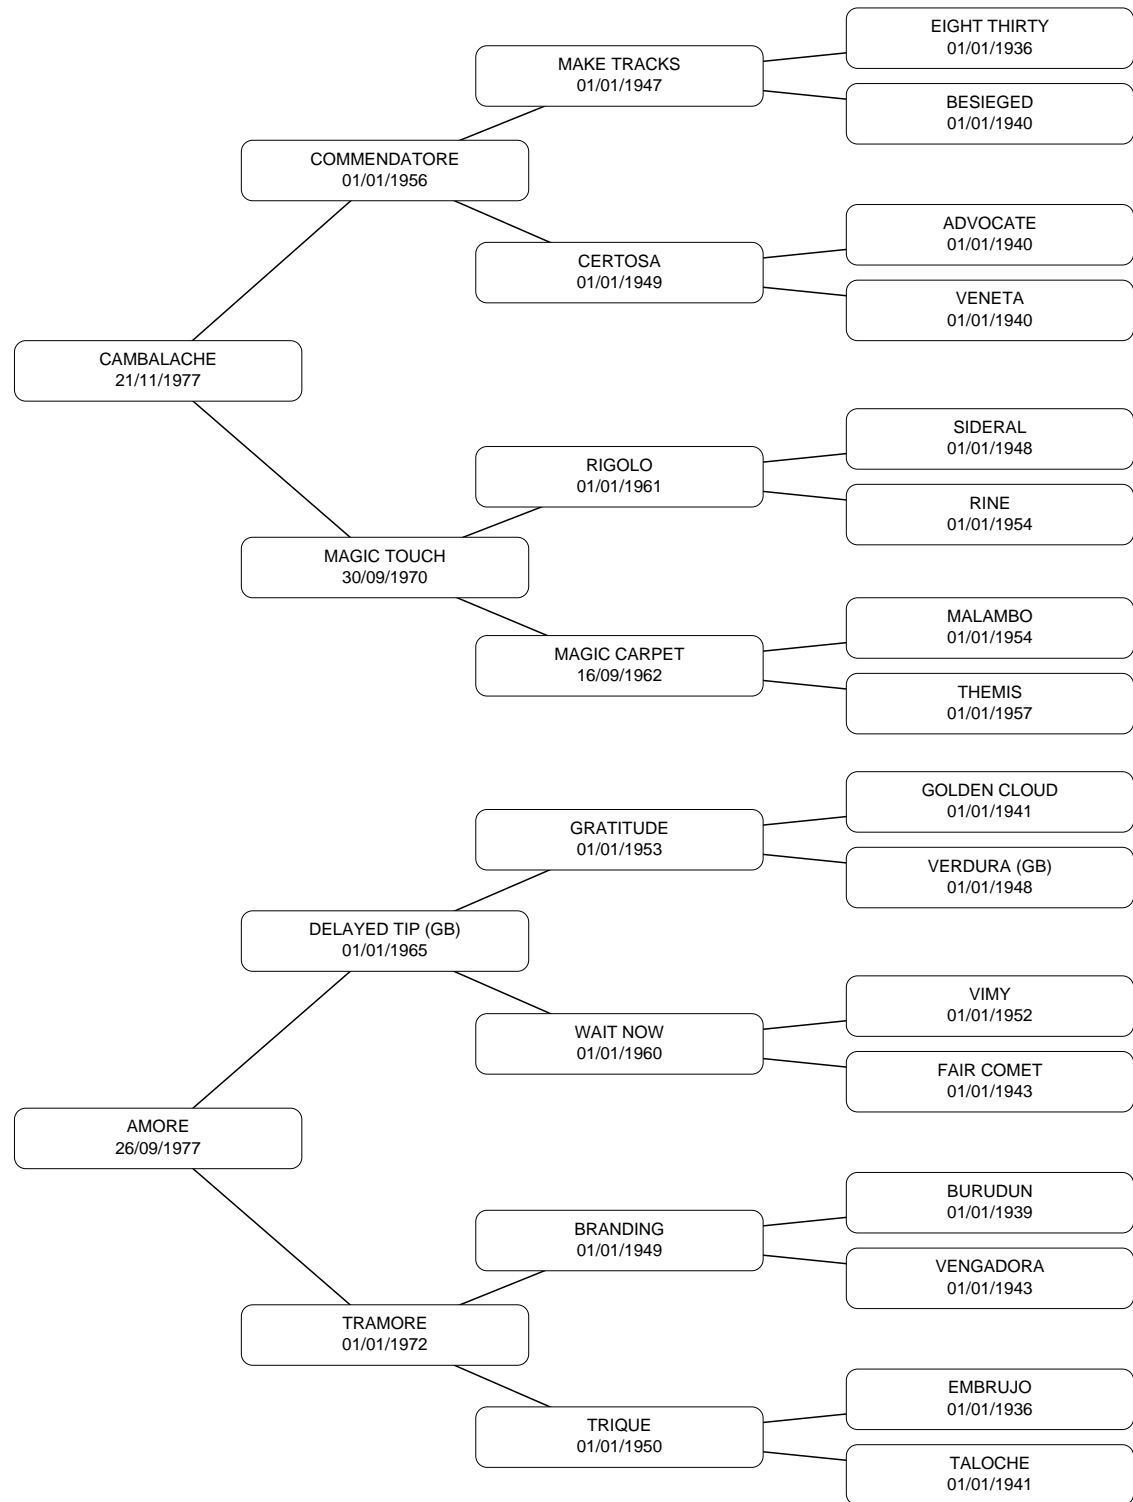 EIGHT THIRTY
01/01/1936
MAKE TRACKS
01/01/1947
BESIEGED
01/01/1940
COMMENDATORE
01/01/1956
ADVOCATE
01/01/1940
CERTOSA
01/01/1949
VENETA
01/01/1940
CAMBALACHE
21/11/1977
SIDERAL
01/01/1948
RIGOLO
01/01/1961
RINE
01/01/1954
MAGIC TOUCH
30/09/1970
MALAMBO
01/01/1954
MAGIC CARPET
16/09/1962
THEMIS
01/01/1957
GOLDEN CLOUD
01/01/1941
GRATITUDE
01/01/1953
VERDURA (GB)
01/01/1948
DELAYED TIP (GB)
01/01/1965
VIMY
01/01/1952
WAIT NOW
01/01/1960
FAIR COMET
01/01/1943
AMORE
26/09/1977
BURUDUN
01/01/1939
BRANDING
01/01/1949
VENGADORA
01/01/1943
TRAMORE
01/01/1972
EMBRUJO
01/01/1936
TRIQUE
01/01/1950
TALOCHE
01/01/1941